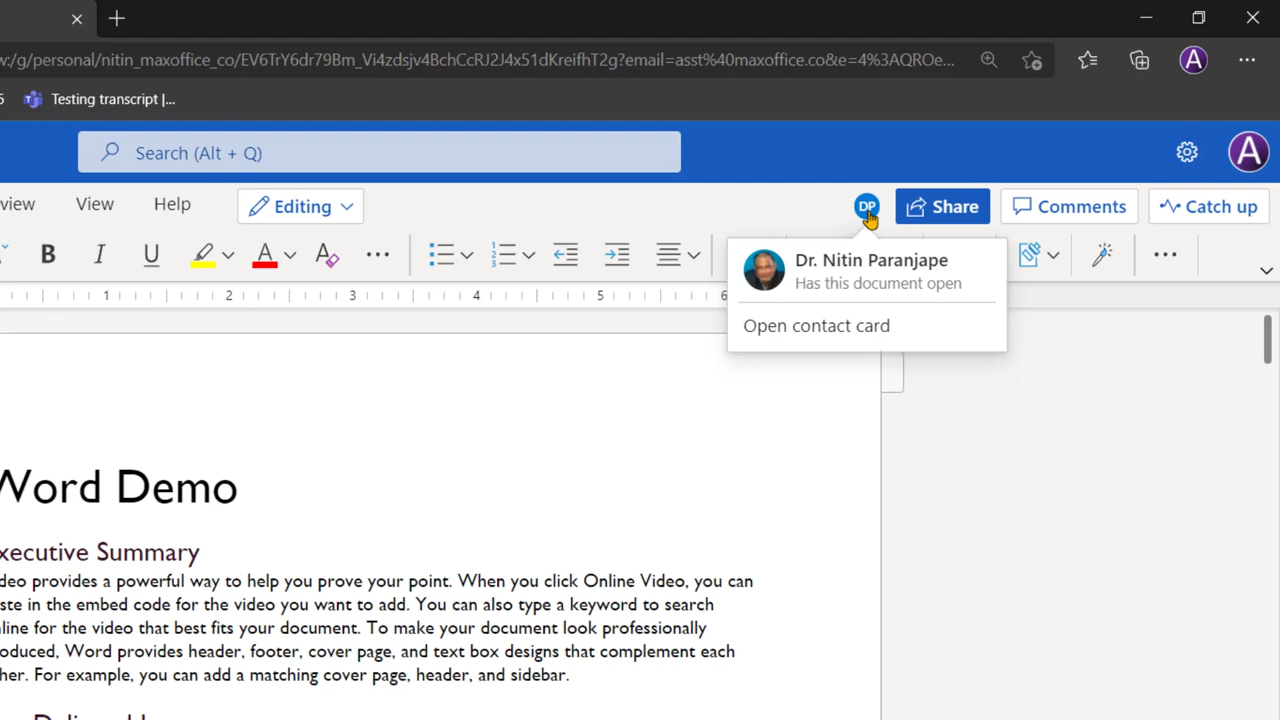 w:/g/personal/nitin_maxoffice_co/EV6TrY6dr79Bm_Vi4zdsjv4BchCcRJ2J4x51dKreifhT2g?email=asst%40maxoffice.co&e=4%3AQROe...
A
5 Testing transcript |...
Search (Alt + Q)
A
view View Help Editing
DP Share Comments Catch up
B I U A A
Dr. Nitin Paranjape
Has this document open
Open contact card
1 2 3 4 5 6
Word Demo
xecutive Summary
deo provides a powerful way to help you prove your point. When you click Online Video, you can
ste in the embed code for the video you want to add. You can also type a keyword to search
line for the video that best fits your document. To make your document look professionally
oduced, Word provides header, footer, cover page, and text box designs that complement each
her. For example, you can add a matching cover page, header, and sidebar.